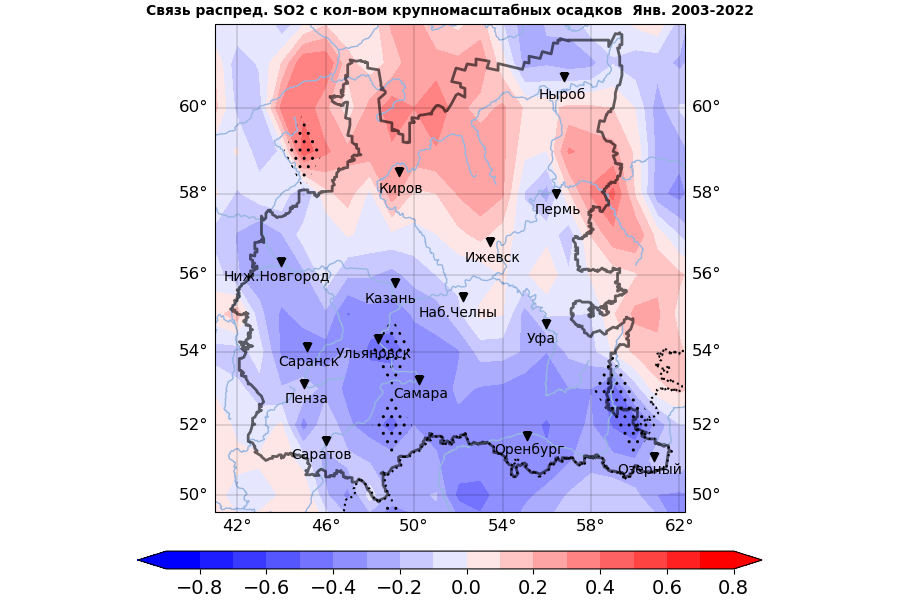 Связь распред. SO2 с кол-вом крупномасштабных осадков  Янв. 2003-2022
Ныроб
60° 60°
Киров
58° 58°
Пермь
Ижевск
56° 56°
Ниж.Новгород
Казань
Наб.Челны
Уфа
54° 54°
Ульяновск
Саранск
Самара
Пенза
52° 52°
Оренбург
Саратов
Озерный
50° 50°
42° 46° 50° 54° 58° 62°
−0.8 −0.6 −0.4 −0.2 0.0 0.2 0.4 0.6 0.8